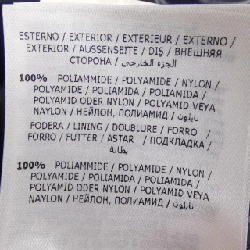 ESTERNO / EXTERIOR / EXTERIEUR / EXTERNO /
EXTERIOR / AUSSENSEITE / DIŞ / ВНЕШНЯЯ
СТОРОНА / الجزء الخارجي /
100% POLIAMMIDE / POLYAMIDE / NYLON /
POLYAMIDE / POLIAMIDA / POLIAMIDA /
POLYAMID ODER NYLON / POLYAMID VEYA
NAYLON / НЕЙЛОН, ПОЛИАМИД / نايلون
FODERA / LINING / DOUBLURE / FORRO /
FORRO / FUTTER / ASTAR / ПОДКЛАДКА /
بطانة
100% POLIAMMIDE / POLYAMIDE / NYLON /
POLYAMIDE / POLIAMIDA / POLIAMIDA /
POLYAMID ODER NYLON / POLYAMID VEYA
NAYLON / НЕЙЛОН, ПОЛИАМИД / نايلون